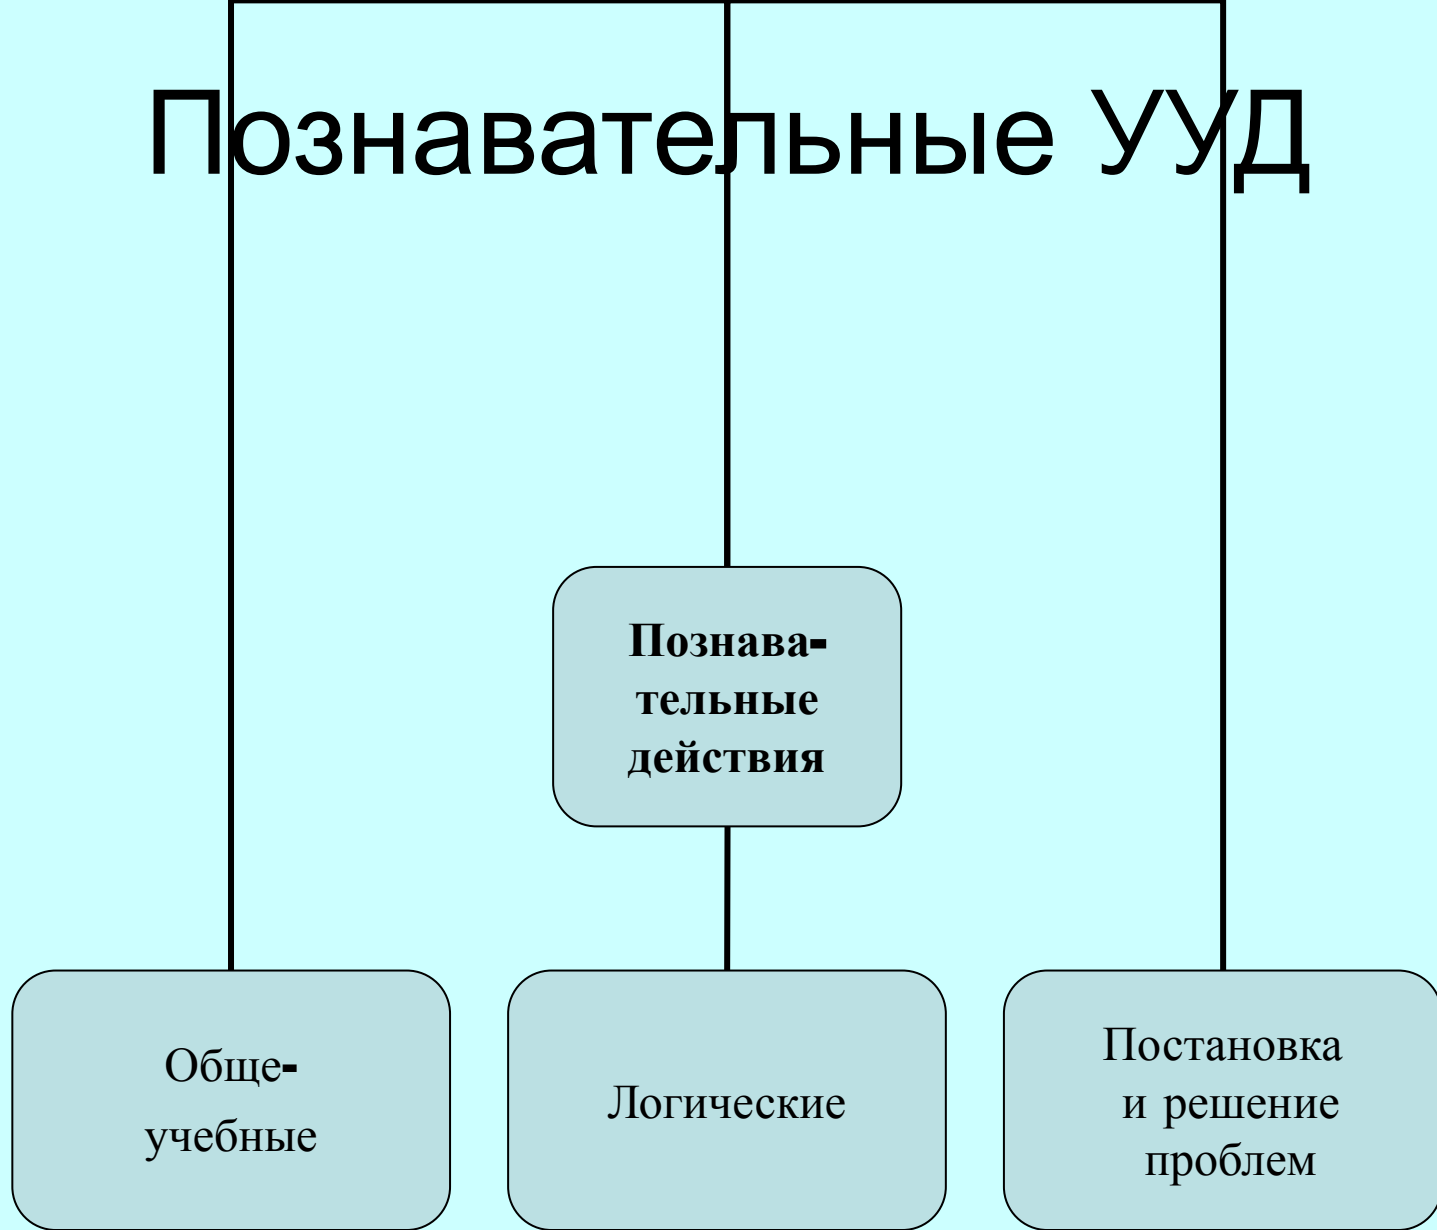 Познавательные УУД
Познава-
тельные
действия
Обще-
учебные
Логические
Постановка
и решение
проблем